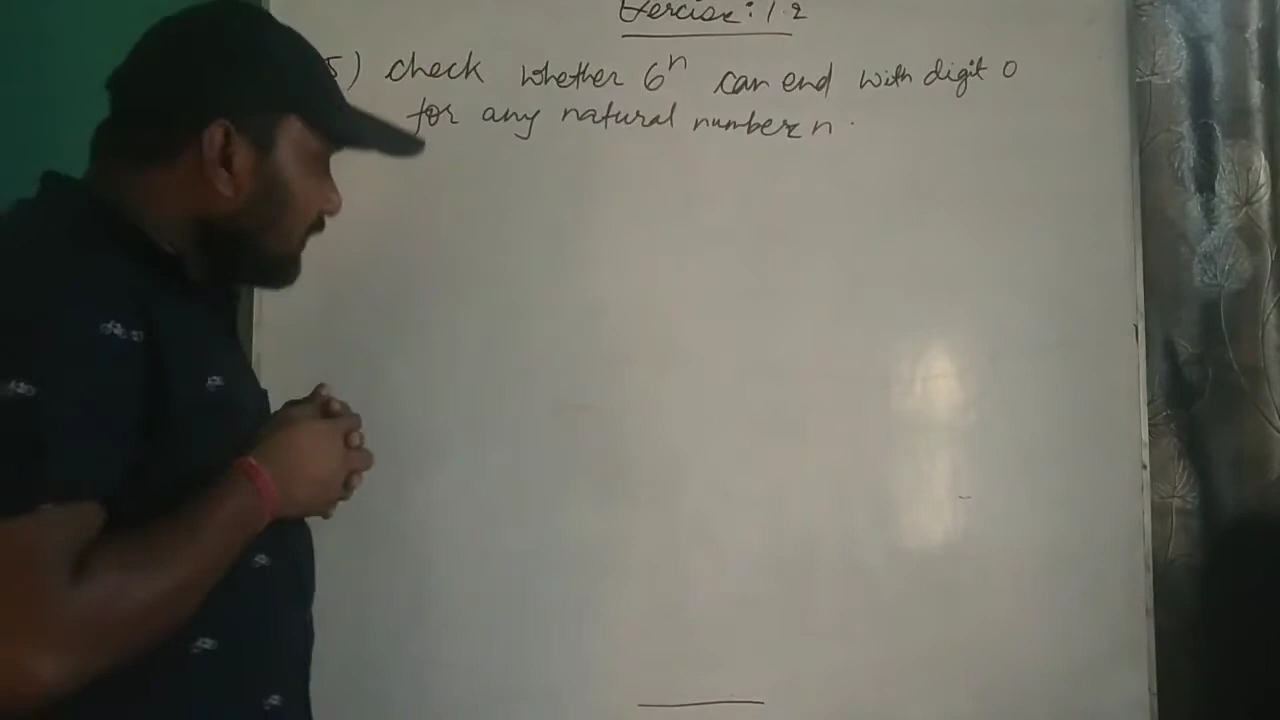 Exercise: 1.2
5) check whether 6ⁿ can end with digit 0
for any natural number n.